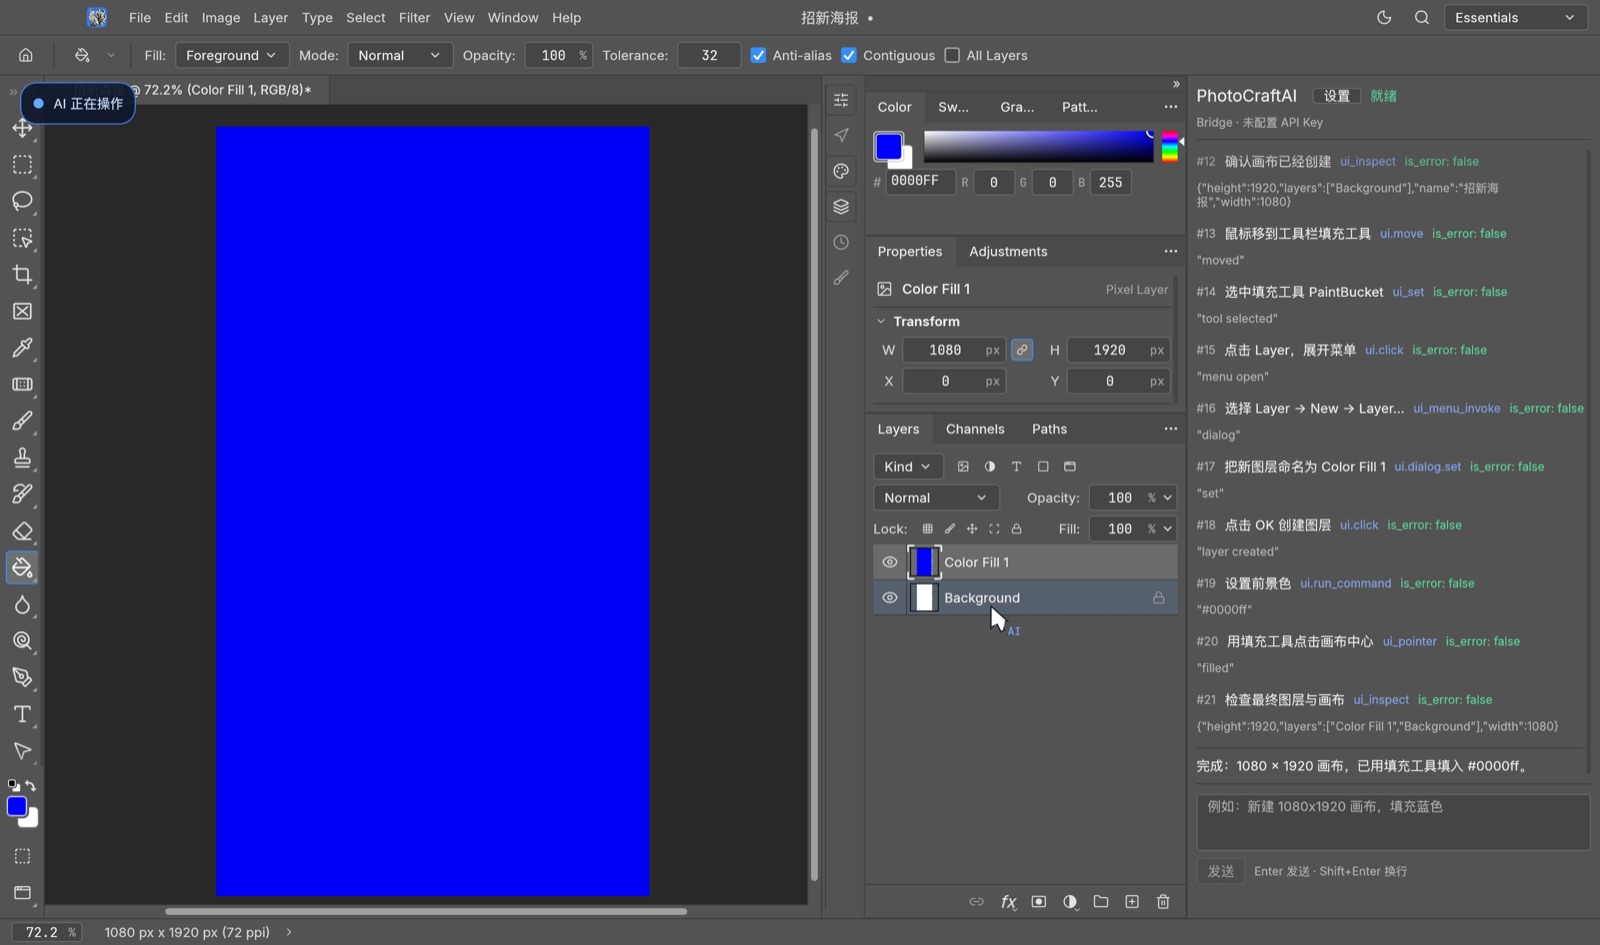 File Edit Image Layer Type Select Filter View Window Help
招新海报 •
Essentials
Fill: Foreground Mode: Normal Opacity: 100 % Tolerance: 32 Anti-alias Contiguous All Layers
AI 正在操作
@ 72.2% (Color Fill 1, RGB/8)*
Color Sw... Gra... Patt...
# 0000FF R 0 G 0 B 255
Properties Adjustments
Color Fill 1 Pixel Layer
Transform
W 1080 px H 1920 px
X 0 px Y 0 px
Layers Channels Paths
Kind
Normal Opacity: 100 %
Lock: Fill: 100 %
Color Fill 1
Background
AI
PhotoCraftAI 设置 就绪
Bridge · 未配置 API Key
#12 确认画布已经创建 ui_inspect is_error: false
{"height":1920,"layers":["Background"],"name":"招新海
报","width":1080}
#13 鼠标移到工具栏填充工具 ui.move is_error: false
"moved"
#14 选中填充工具 PaintBucket ui_set is_error: false
"tool selected"
#15 点击 Layer，展开菜单 ui.click is_error: false
"menu open"
#16 选择 Layer → New → Layer... ui_menu_invoke is_error: false
"dialog"
#17 把新图层命名为 Color Fill 1 ui.dialog.set is_error: false
"set"
#18 点击 OK 创建图层 ui.click is_error: false
"layer created"
#19 设置前景色 ui.run_command is_error: false
"#0000ff"
#20 用填充工具点击画布中心 ui_pointer is_error: false
"filled"
#21 检查最终图层与画布 ui_inspect is_error: false
{"height":1920,"layers":["Color Fill 1","Background"],"width":1080}
完成：1080 × 1920 画布，已用填充工具填入 #0000ff。
例如：新建 1080x1920 画布，填充蓝色
发送 Enter 发送 · Shift+Enter 换行
fx
72.2 % 1080 px x 1920 px (72 ppi)